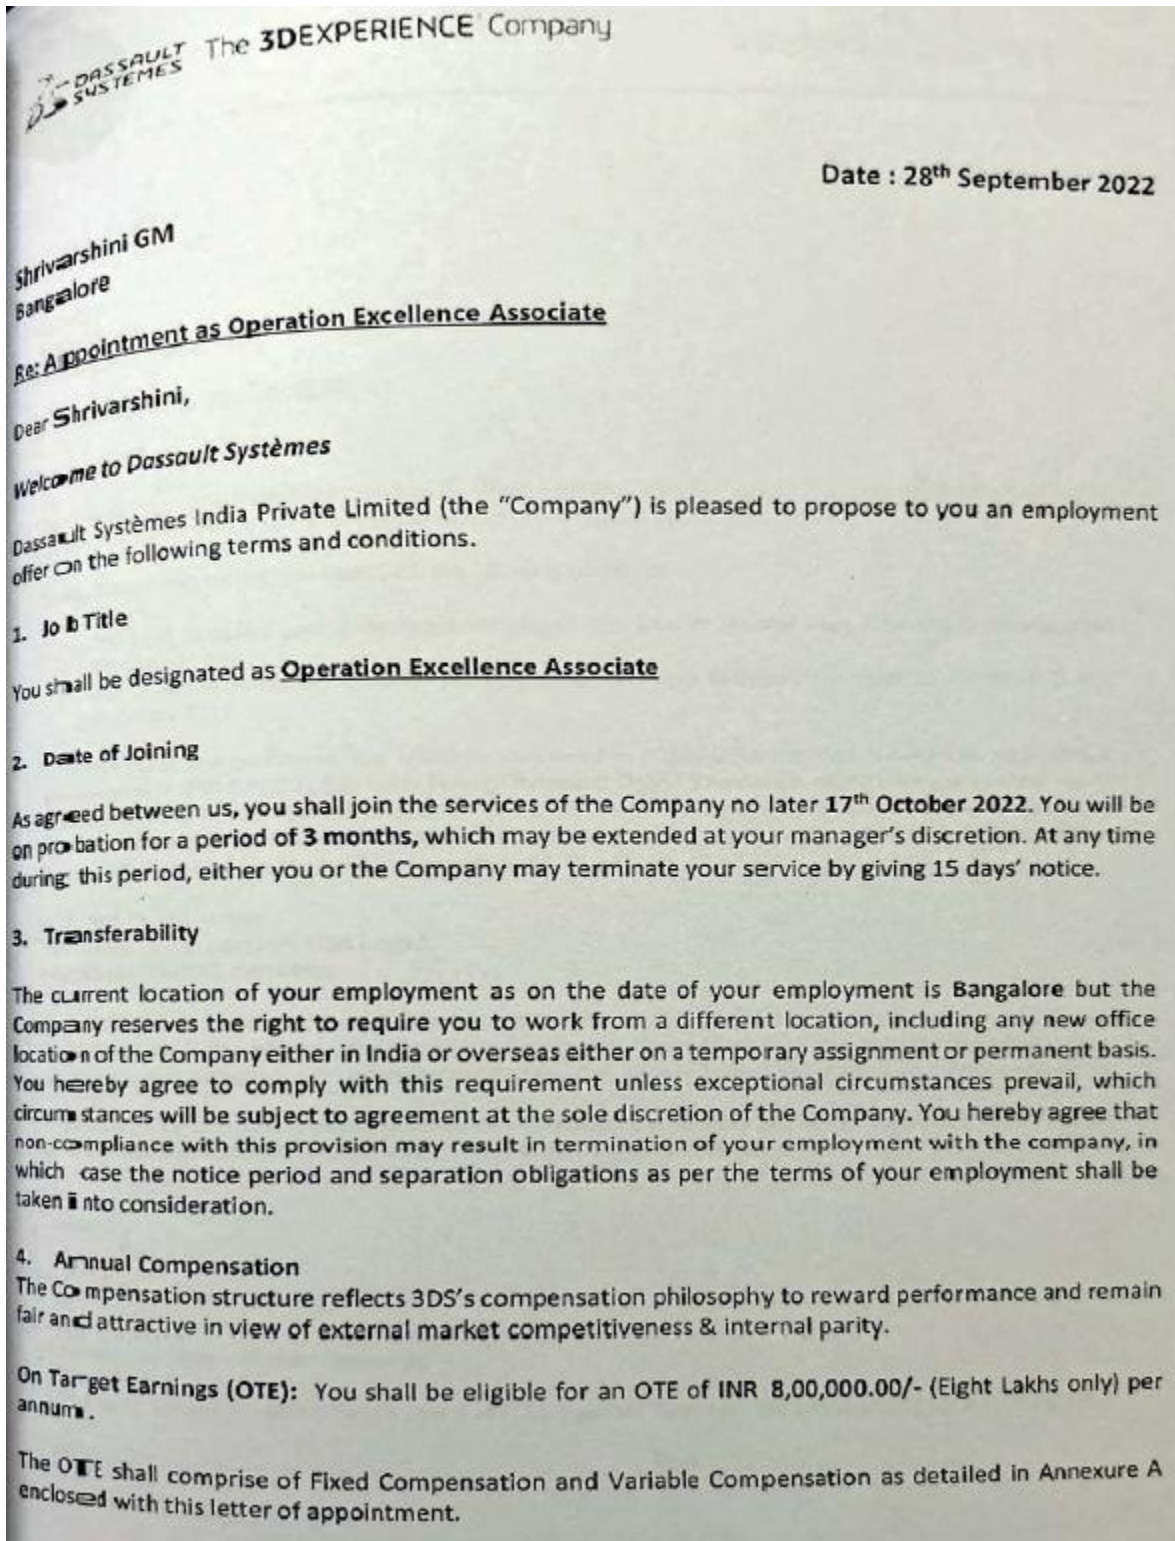 DASSAULT SYSTEMES The 3DEXPERIENCE Company
Date : 28th September 2022
Shrivarshini GM
Bangalore
Re: Appointment as Operation Excellence Associate
Dear Shrivarshini,
Welcome to Dassault Systèmes
Dassault Systèmes India Private Limited (the "Company") is pleased to propose to you an employment
offer on the following terms and conditions.
1. Job Title
You shall be designated as Operation Excellence Associate
2. Date of Joining
As agreed between us, you shall join the services of the Company no later 17th October 2022. You will be
on probation for a period of 3 months, which may be extended at your manager's discretion. At any time
during this period, either you or the Company may terminate your service by giving 15 days' notice.
3. Transferability
The current location of your employment as on the date of your employment is Bangalore but the
Company reserves the right to require you to work from a different location, including any new office
location of the Company either in India or overseas either on a temporary assignment or permanent basis.
You hereby agree to comply with this requirement unless exceptional circumstances prevail, which
circumstances will be subject to agreement at the sole discretion of the Company. You hereby agree that
non-compliance with this provision may result in termination of your employment with the company, in
which case the notice period and separation obligations as per the terms of your employment shall be
taken into consideration.
4. Annual Compensation
The Compensation structure reflects 3DS's compensation philosophy to reward performance and remain
fair and attractive in view of external market competitiveness & internal parity.
On Target Earnings (OTE): You shall be eligible for an OTE of INR 8,00,000.00/- (Eight Lakhs only) per
annum.
The OTE shall comprise of Fixed Compensation and Variable Compensation as detailed in Annexure A
enclosed with this letter of appointment.